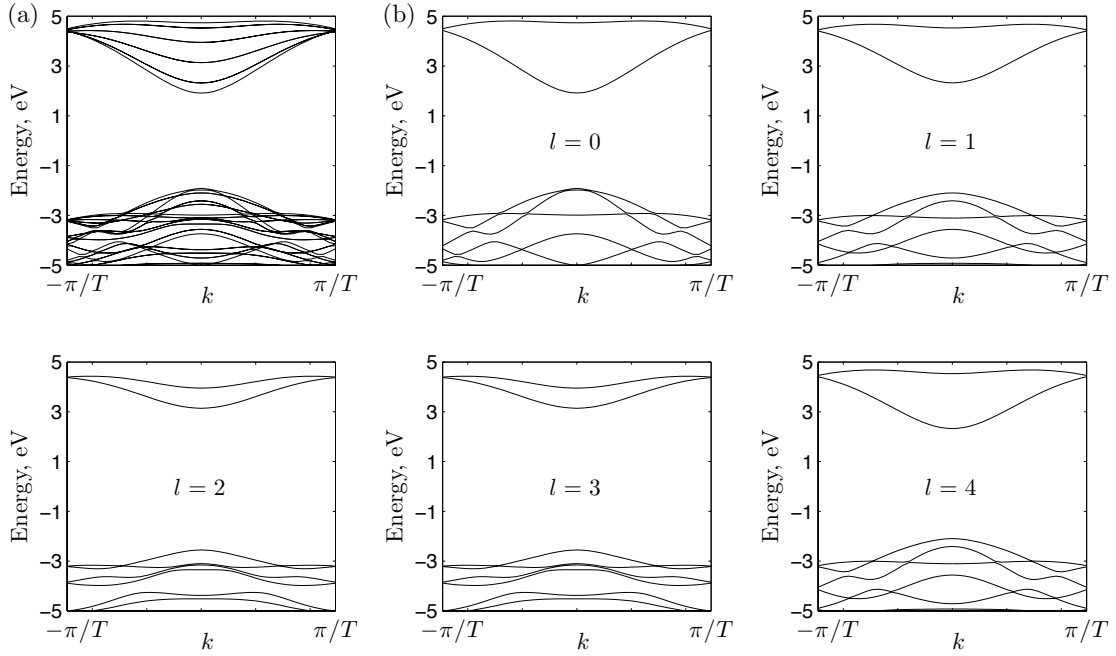 (a)
5
3
1
−1
−3
−5
Energy, eV
−π/T
k
π/T
(b)
5
3
1
−1
−3
−5
Energy, eV
l = 0
−π/T
k
π/T
5
3
1
−1
−3
−5
Energy, eV
l = 1
−π/T
k
π/T
5
3
1
−1
−3
−5
Energy, eV
l = 2
−π/T
k
π/T
5
3
1
−1
−3
−5
Energy, eV
l = 3
−π/T
k
π/T
5
3
1
−1
−3
−5
Energy, eV
l = 4
−π/T
k
π/T